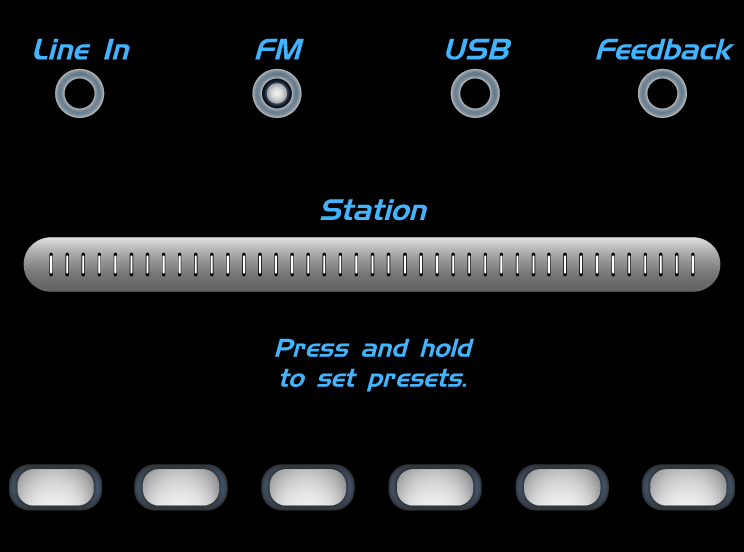 Line In
FM
USB
Feedback
Station
Press and hold
to set presets.